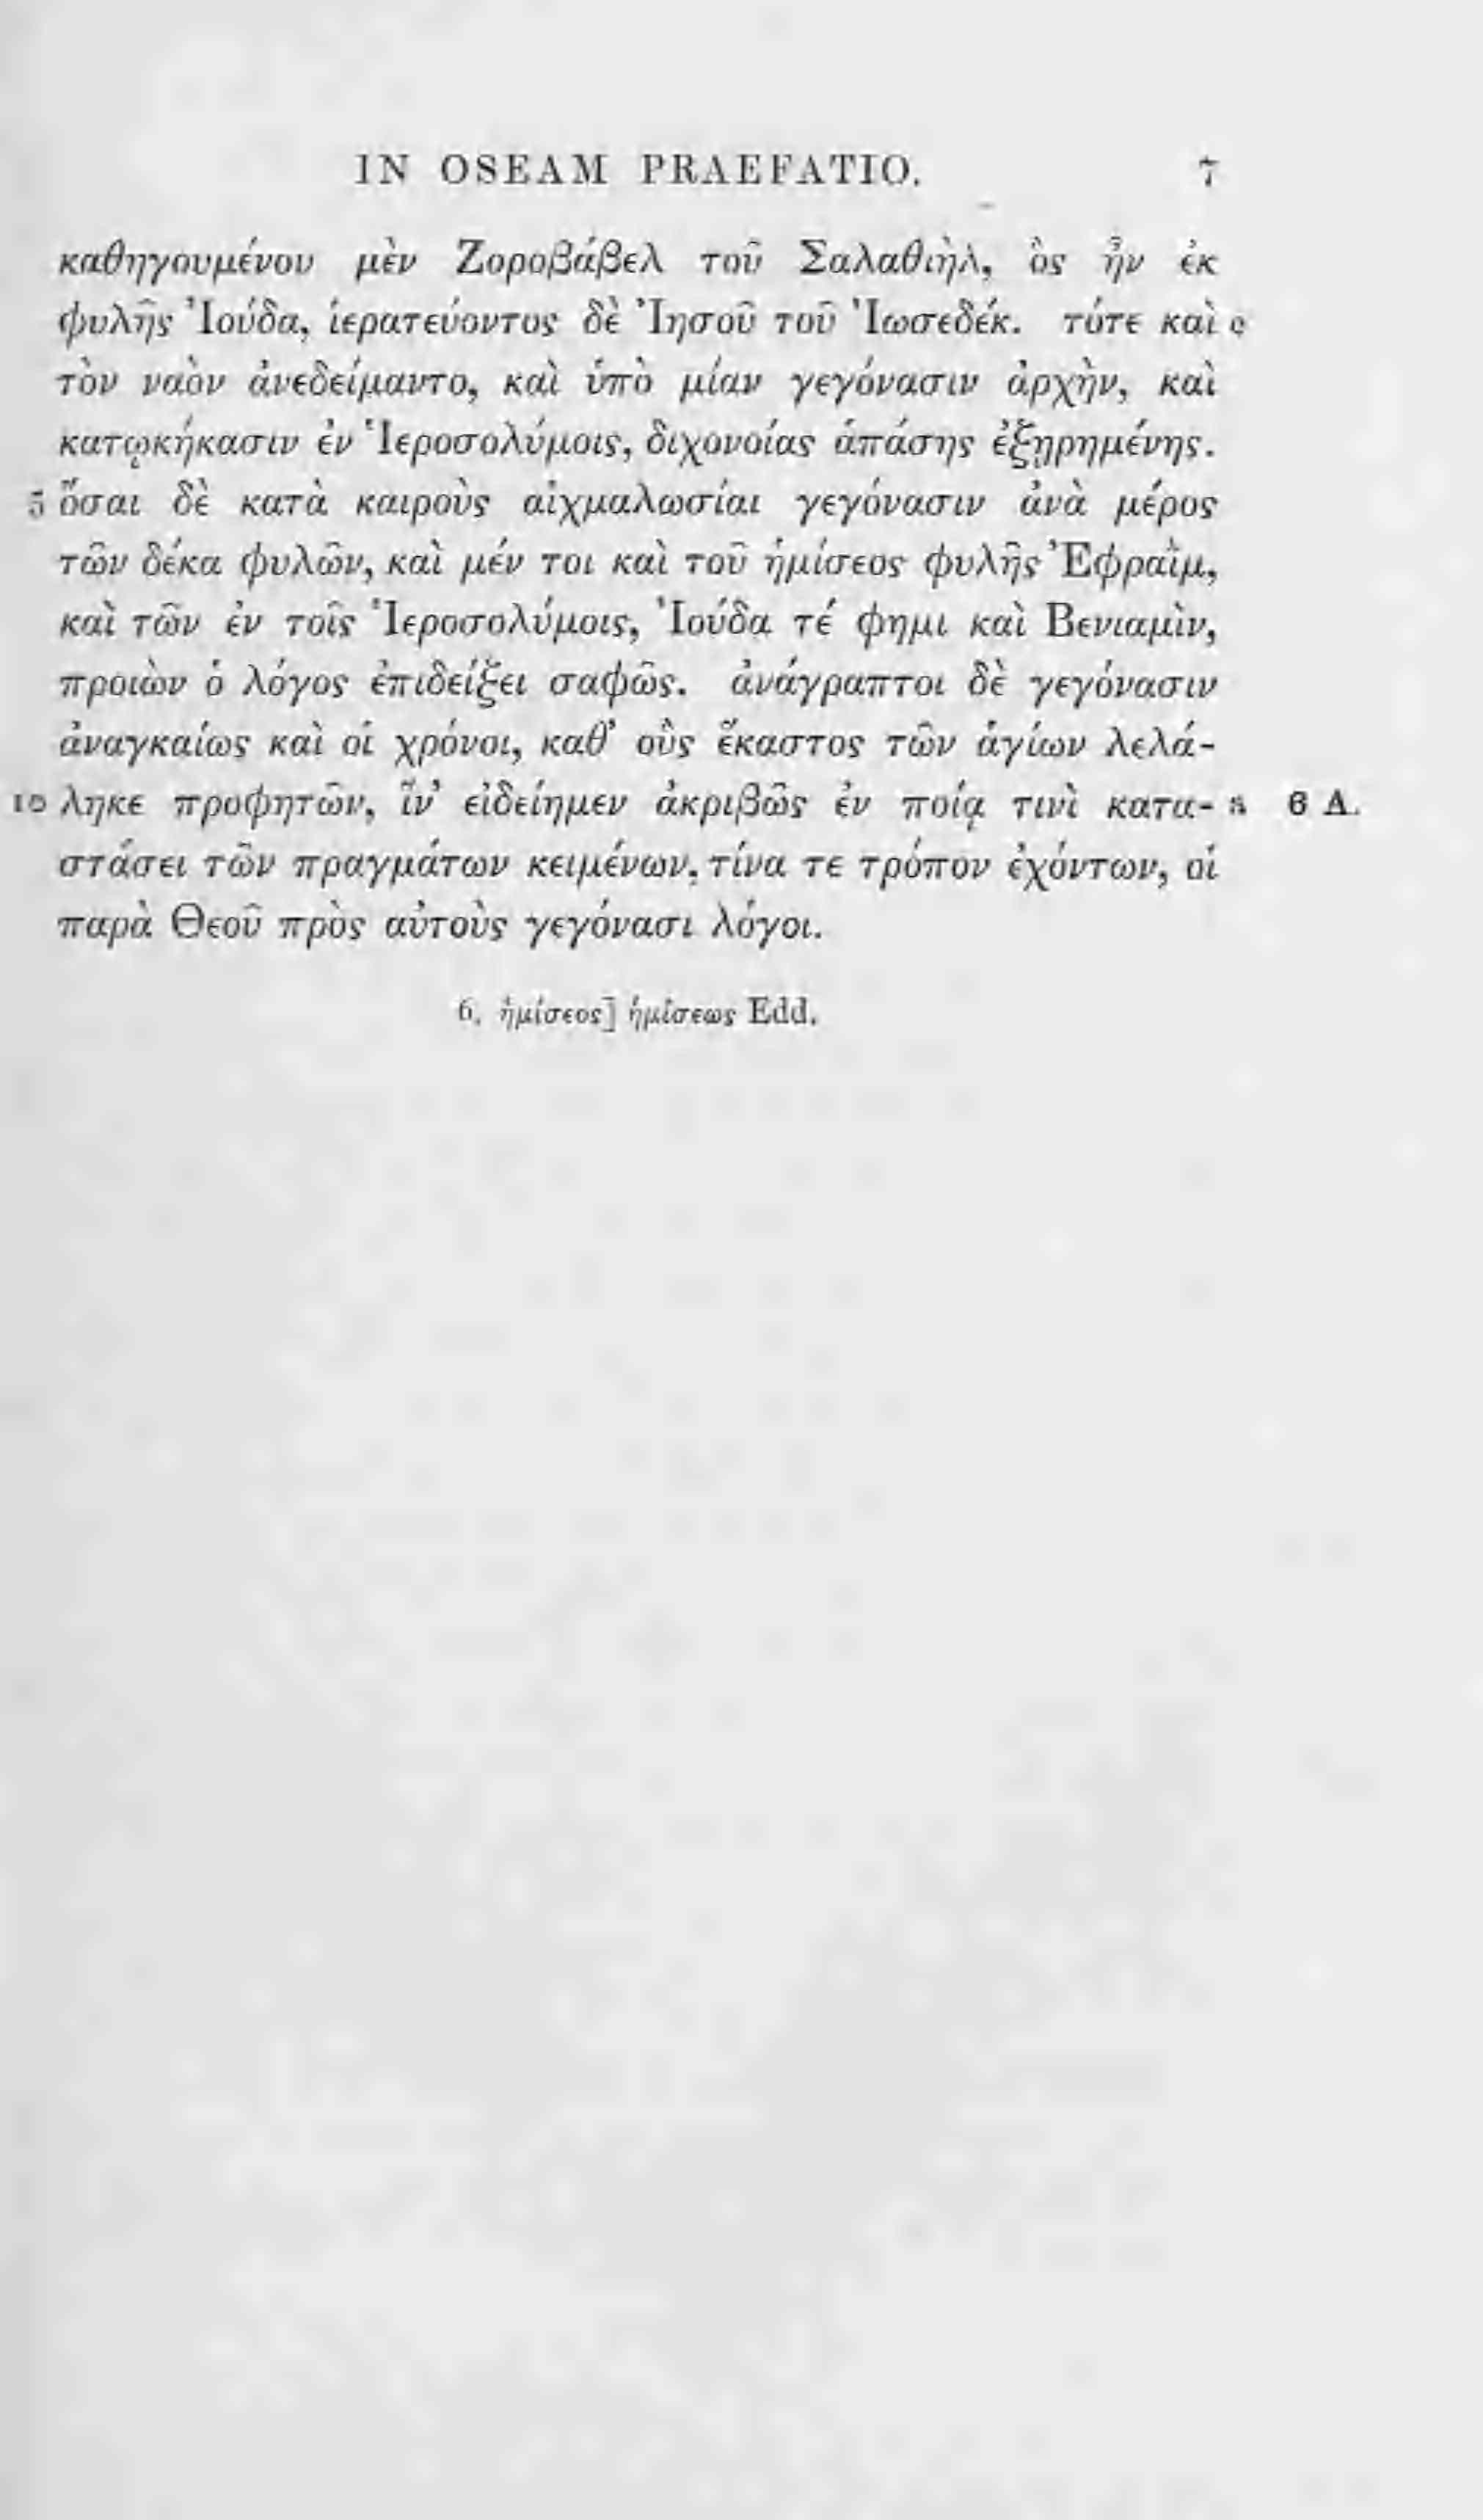 IN OSEAM PRAEFATIO. 7
καθηγουμένου μὲν Ζοροβάβελ τοῦ Σαλαθιὴλ, ὃς ἦν ἐκ
φυλῆς Ἰούδα, ἱερατεύοντος δὲ Ἰησοῦ τοῦ Ἰωσεδέκ. τότε καὶ c
τὸν ναὸν ἀνεδείμαντο, καὶ ὑπὸ μίαν γεγόνασιν ἀρχὴν, καὶ
κατῳκήκασιν ἐν Ἱεροσολύμοις, διχονοίας ἁπάσης ἐξῃρημένης.
5 ὅσαι δὲ κατὰ καιροὺς αἰχμαλωσίαι γεγόνασιν ἀνὰ μέρος
τῶν δέκα φυλῶν, καὶ μέν τοι καὶ τοῦ ἡμίσεος φυλῆς Ἐφραῒμ,
καὶ τῶν ἐν τοῖς Ἱεροσολύμοις, Ἰούδα τέ φημι καὶ Βενιαμὶν,
προιὼν ὁ λόγος ἐπιδείξει σαφῶς. ἀνάγραπτοι δὲ γεγόνασιν
ἀναγκαίως καὶ οἱ χρόνοι, καθ’ οὓς ἕκαστος τῶν ἁγίων λελά-
10 ληκε προφητῶν, ἵν’ εἰδείημεν ἀκριβῶς ἐν ποίᾳ τινὶ κατα- a 6 A.
στάσει τῶν πραγμάτων κειμένων, τίνα τε τρόπον ἐχόντων, οἱ
παρὰ Θεοῦ πρὸς αὐτοὺς γεγόνασι λόγοι.
6. ἡμίσεος] ἡμίσεως Edd.